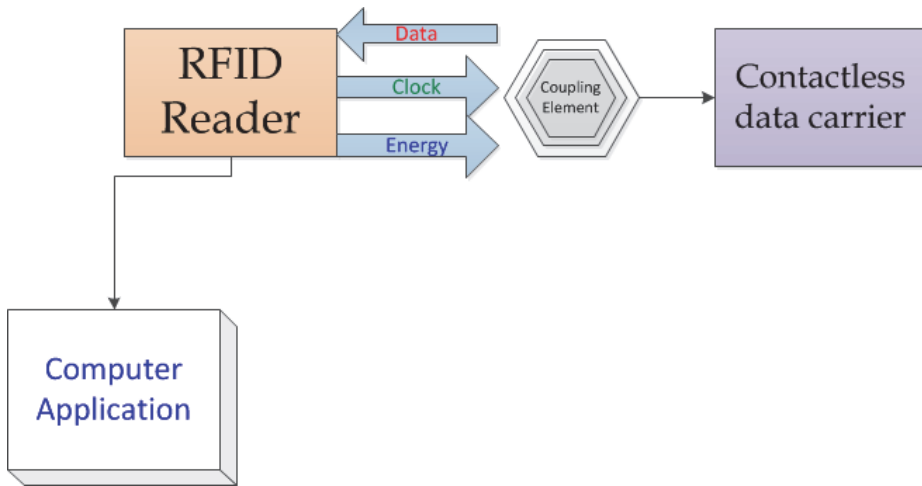 RFID
Reader
Data
Clock
Energy
Coupling
Element
Contactless
data carrier
Computer
Application